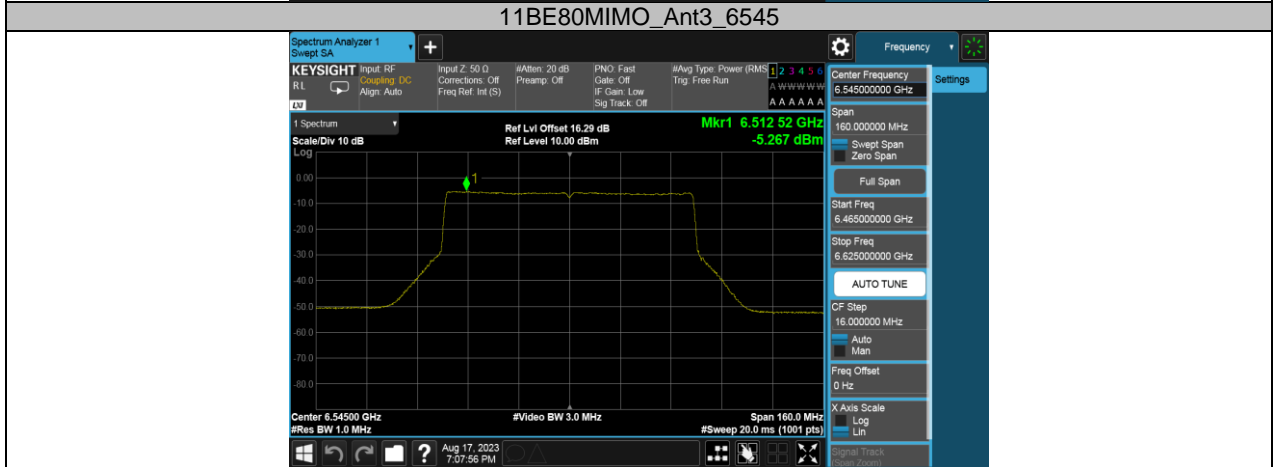 11BE80MIMO_Ant3_6545
Spectrum Analyzer 1
Swept SA
+
Frequency
KEYSIGHT
RL
LXI
Input: RF
Coupling: DC
Align: Auto
Input Z: 50 Ω
Corrections: Off
Freq Ref: Int (S)
#Atten: 20 dB
Preamp: Off
PNO: Fast
Gate: Off
IF Gain: Low
Sig Track: Off
#Avg Type: Power (RMS
Trig: Free Run
1 2 3 4 5 6
A W W W W W
A A A A A A
Center Frequency
6.545000000 GHz
Settings
Span
160.000000 MHz
Swept Span
Zero Span
Full Span
Start Freq
6.465000000 GHz
Stop Freq
6.625000000 GHz
AUTO TUNE
CF Step
16.000000 MHz
Auto
Man
Freq Offset
0 Hz
X Axis Scale
Log
Lin
Signal Track
(Span Zoom)
1 Spectrum
Scale/Div 10 dB
Log
Ref Lvl Offset 16.29 dB
Ref Level 10.00 dBm
Mkr1 6.512 52 GHz
-5.267 dBm
1
0.00
-10.0
-20.0
-30.0
-40.0
-50.0
-60.0
-70.0
-80.0
Center 6.54500 GHz
#Res BW 1.0 MHz
#Video BW 3.0 MHz
Span 160.0 MHz
#Sweep 20.0 ms (1001 pts)
?
Aug 17, 2023
7:07:56 PM